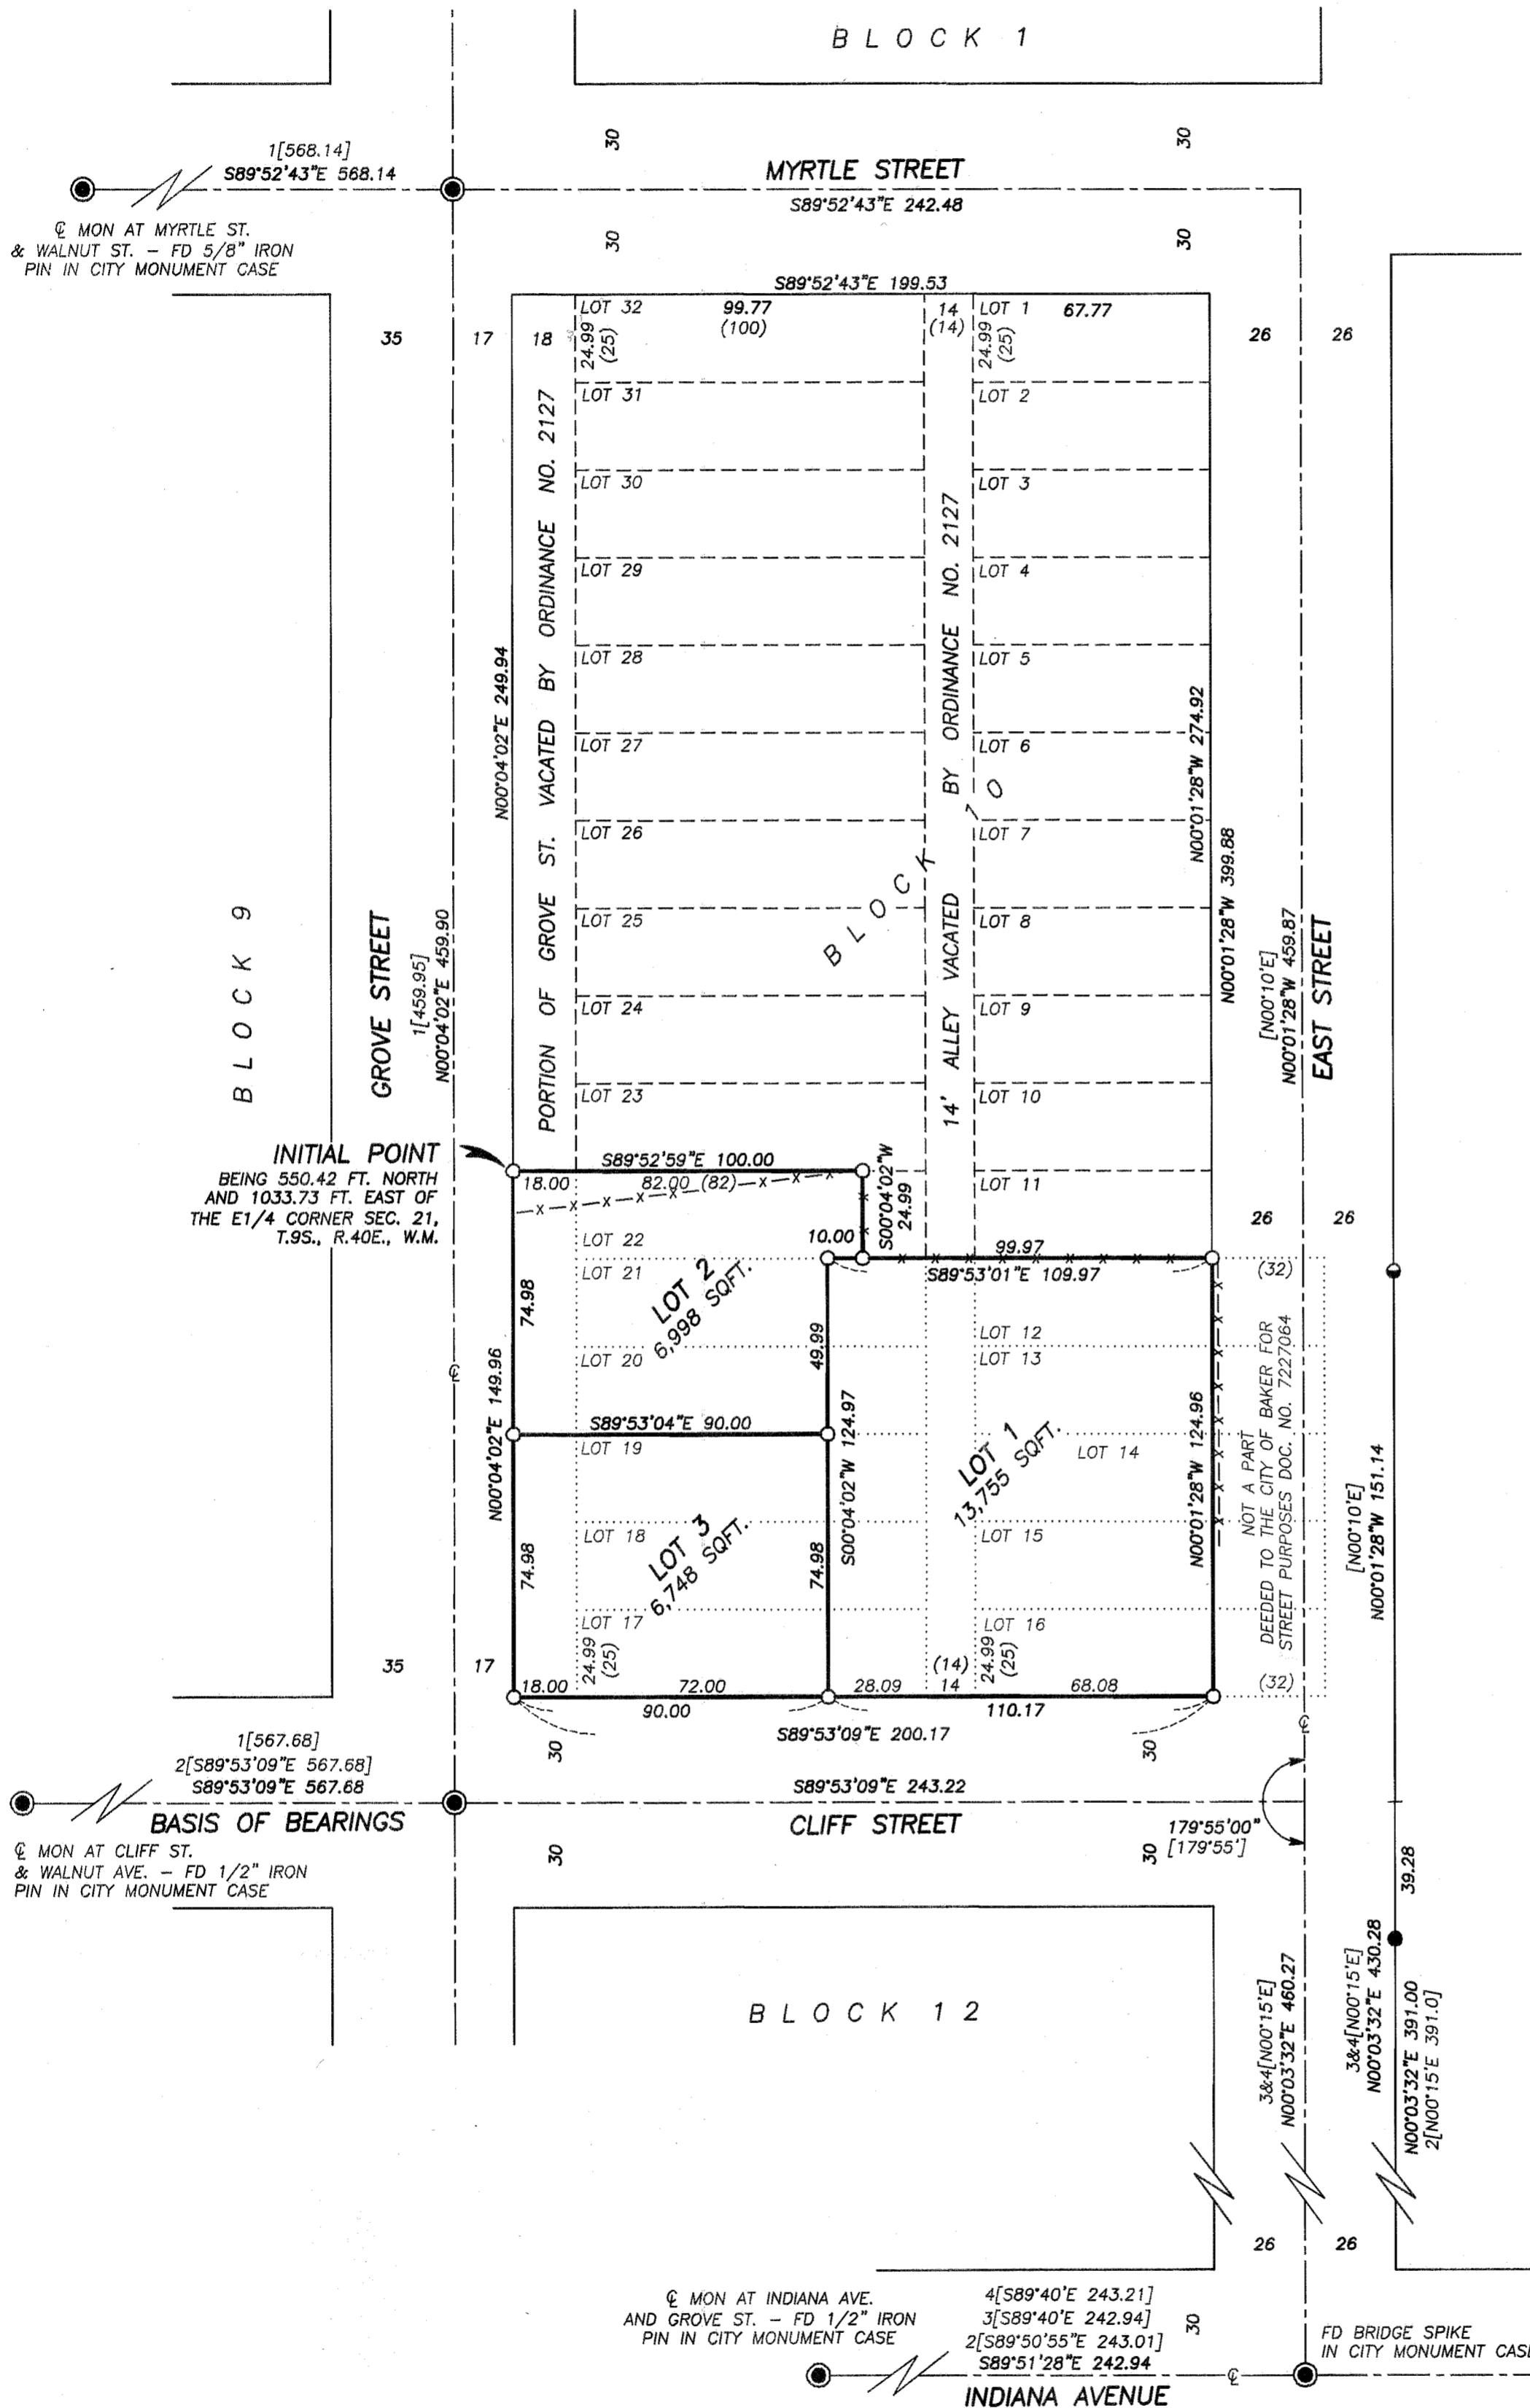 BLOCK 1
30
30
1[568.14]
S89°52'43"E 568.14
MYRTLE STREET
S89°52'43"E 242.48
℄ MON AT MYRTLE ST.
& WALNUT ST. - FD 5/8" IRON
PIN IN CITY MONUMENT CASE
30
30
S89°52'43"E 199.53
35
17
18
LOT 32
99.77
(100)
24.99
(25)
14
(14)
LOT 1
67.77
24.99
(25)
26
26
LOT 31
LOT 2
LOT 30
LOT 3
LOT 29
LOT 4
LOT 28
LOT 5
LOT 27
LOT 6
LOT 26
LOT 7
LOT 25
LOT 8
LOT 24
LOT 9
LOT 23
LOT 10
PORTION OF GROVE ST. VACATED BY ORDINANCE NO. 2127
14' ALLEY VACATED BY ORDINANCE NO. 2127
BLOCK 10
N00°04'02"E 249.94
N00°01'28"W 274.92
N00°01'28"W 399.88
BLOCK 9
GROVE STREET
1[459.95]
N00°04'02"E 459.90
[N00°10'E]
N00°01'28"W 459.87
EAST STREET
INITIAL POINT
BEING 550.42 FT. NORTH
AND 1033.73 FT. EAST OF
THE E1/4 CORNER SEC. 21,
T.9S., R.40E., W.M.
S89°52'59"E 100.00
18.00
82.00 (82)
S00°04'02"W
24.99
LOT 11
26
26
LOT 22
10.00
99.97
S89°53'01"E 109.97
(32)
LOT 21
LOT 2
6,998 SQFT.
74.98
49.99
LOT 12
LOT 20
LOT 13
℄
N00°04'02"E 149.96
S89°53'04"E 90.00
S00°04'02"W 124.97
LOT 19
LOT 1
13,755 SQFT.
LOT 14
N00°01'28"W 124.96
NOT A PART
DEEDED TO THE CITY OF BAKER FOR
STREET PURPOSES DOC. NO. 7227064
[N00°10'E]
N00°01'28"W 151.14
LOT 18
LOT 3
6,748 SQFT.
74.98
74.98
LOT 15
LOT 17
24.99
(25)
LOT 16
24.99
(25)
35
17
(14)
(32)
18.00
72.00
28.09
14
68.08
90.00
110.17
S89°53'09"E 200.17
30
30
℄
1[567.68]
2[S89°53'09"E 567.68]
S89°53'09"E 567.68
S89°53'09"E 243.22
BASIS OF BEARINGS
CLIFF STREET
179°55'00"
[179°55']
℄ MON AT CLIFF ST.
& WALNUT AVE. - FD 1/2" IRON
PIN IN CITY MONUMENT CASE
30
30
39.28
BLOCK 12
3&4[N00°15'E]
N00°03'32"E 460.27
3&4[N00°15'E]
N00°03'32"E 430.28
N00°03'32"E 391.00
2[N00°15'E 391.0]
26
26
℄ MON AT INDIANA AVE.
AND GROVE ST. - FD 1/2" IRON
PIN IN CITY MONUMENT CASE
4[S89°40'E 243.21]
3[S89°40'E 242.94]
2[S89°50'55"E 243.01]
S89°51'28"E 242.94
30
℄
FD BRIDGE SPIKE
IN CITY MONUMENT CASE
INDIANA AVENUE